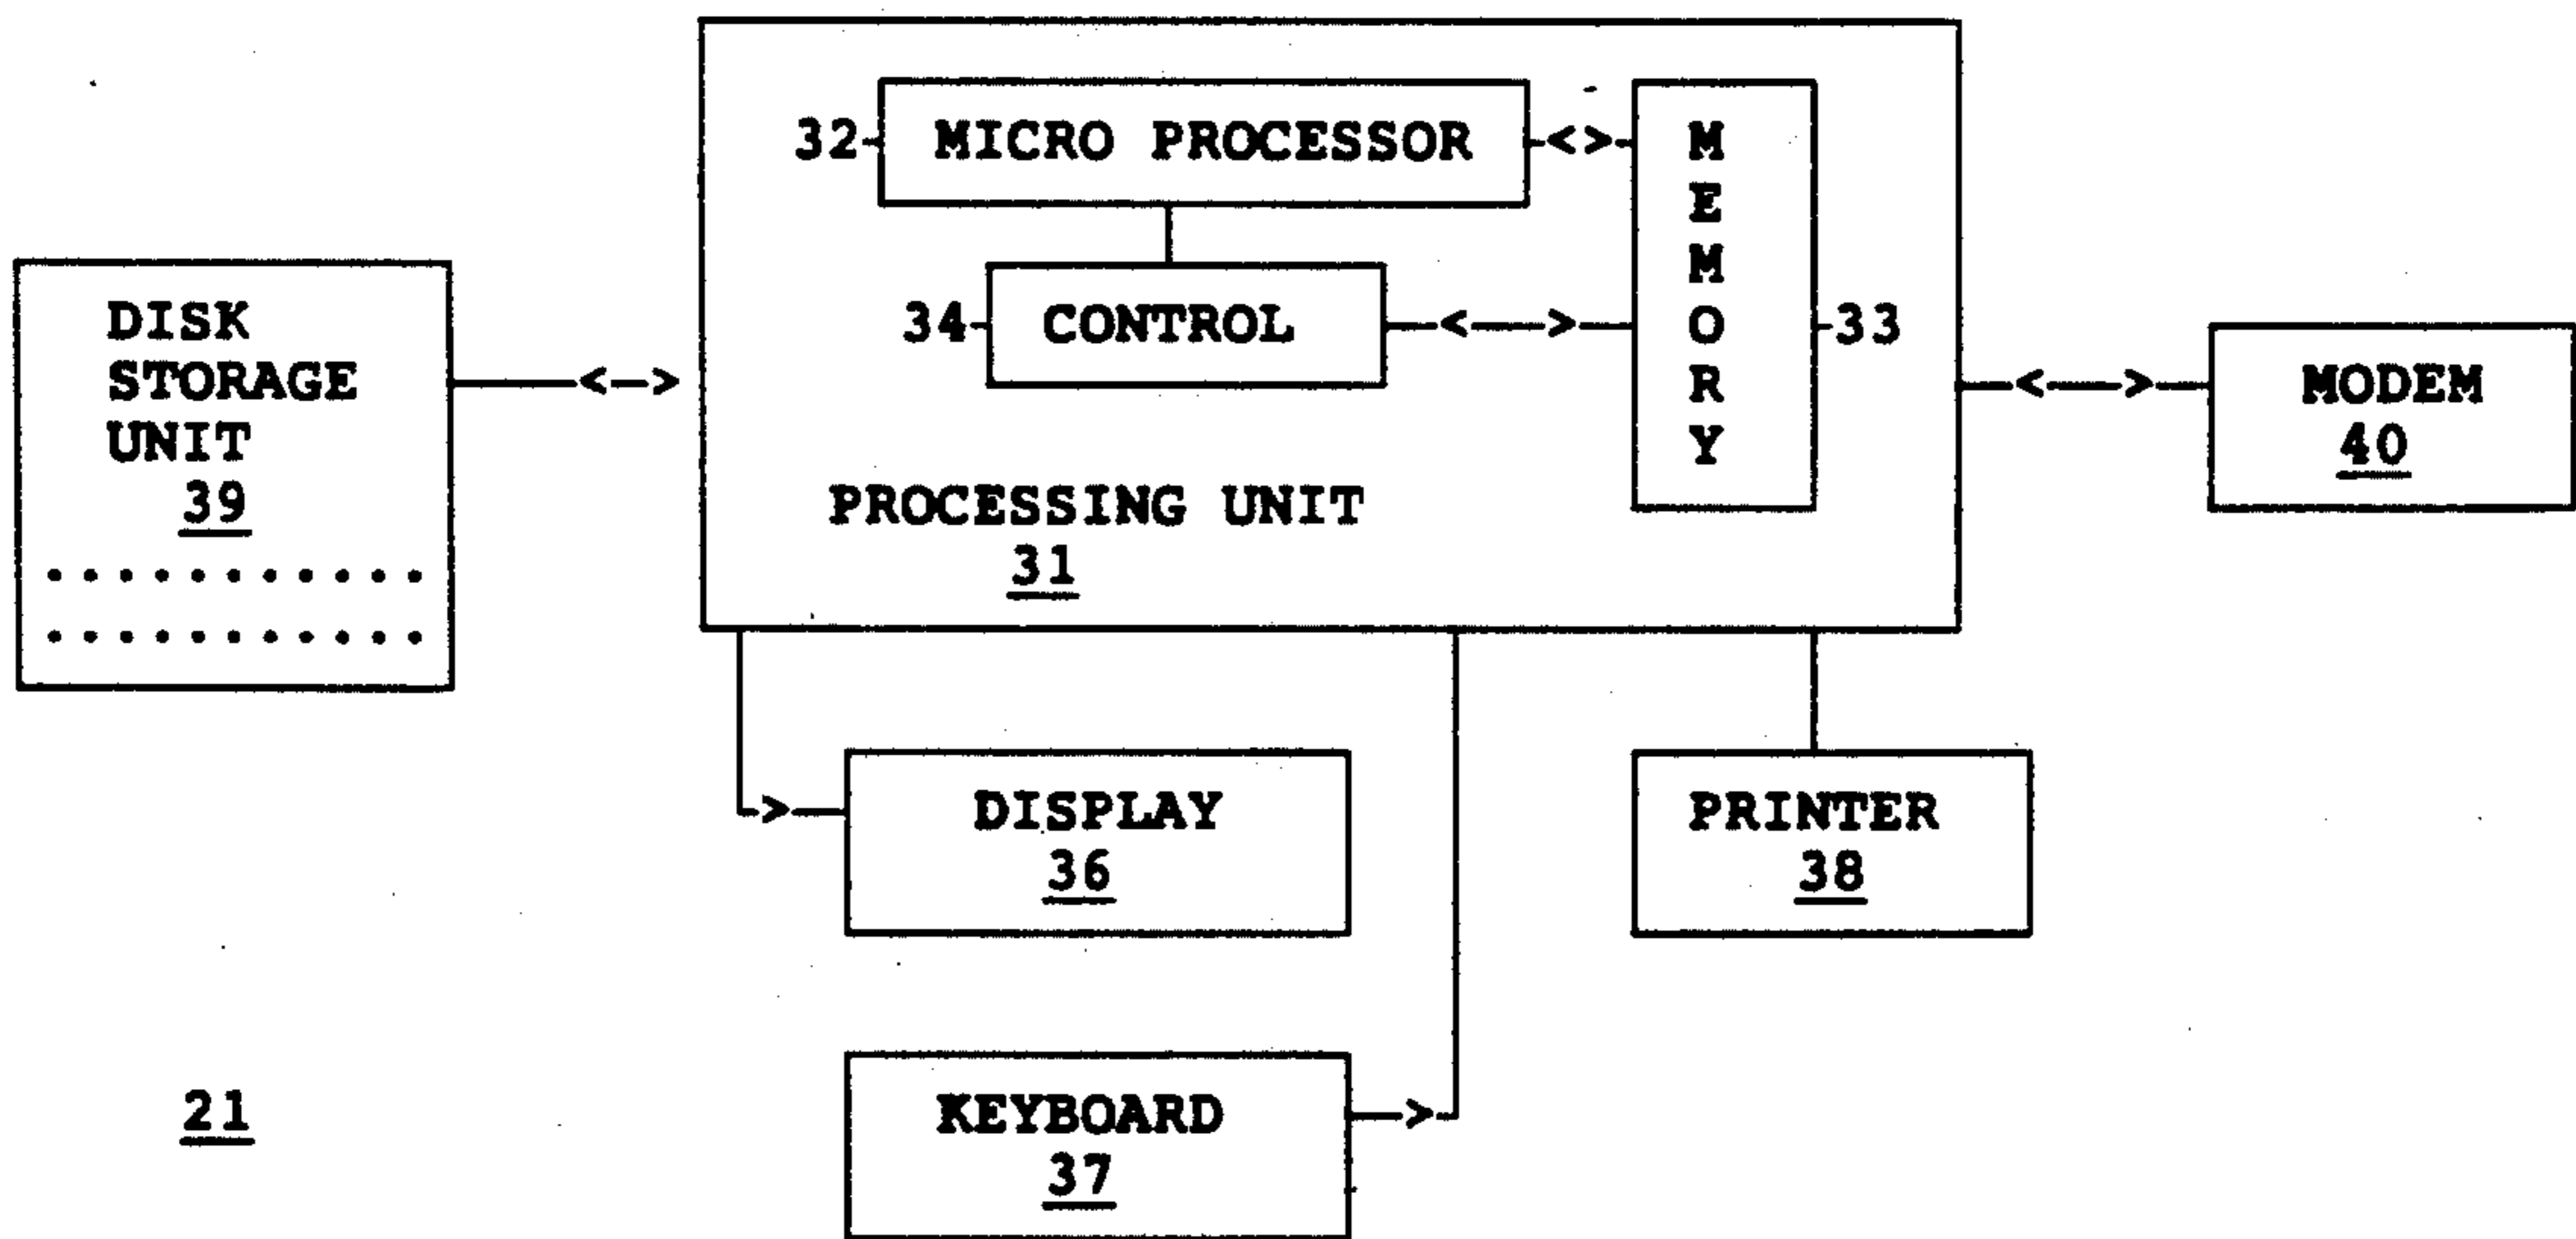 32 MICRO PROCESSOR
MEMORY
33
34 CONTROL
DISK
STORAGE
UNIT
39
PROCESSING UNIT
31
MODEM
40
DISPLAY
36
PRINTER
38
KEYBOARD
37
21